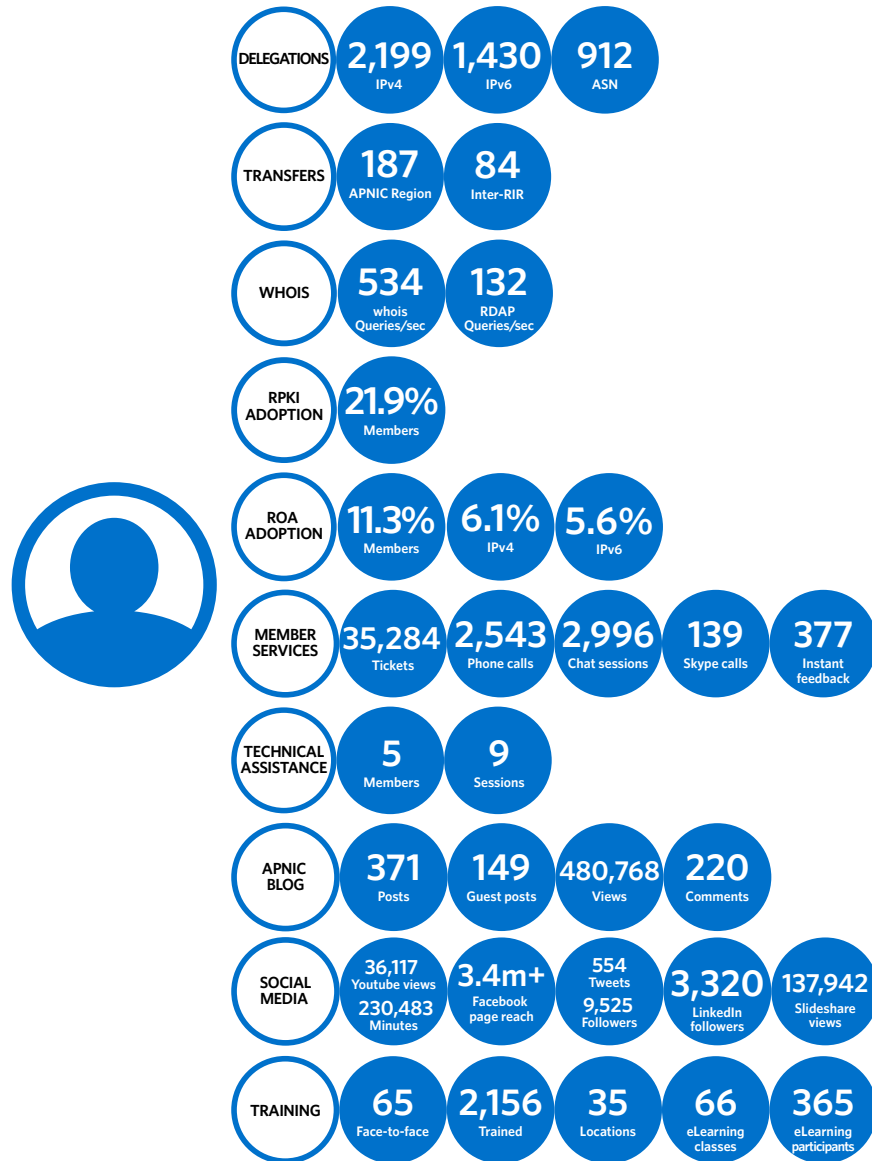 DELEGATIONS
2,199
IPv4
1,430
IPv6
912
ASN
TRANSFERS
187
APNIC Region
84
Inter-RIR
WHOIS
534
whois
Queries/sec
132
RDAP
Queries/sec
RPKI
ADOPTION
21.9%
Members
ROA
ADOPTION
11.3%
Members
6.1%
IPv4
5.6%
IPv6
MEMBER
SERVICES
35,284
Tickets
2,543
Phone calls
2,996
Chat sessions
139
Skype calls
377
Instant
feedback
TECHNICAL
ASSISTANCE
5
Members
9
Sessions
APNIC
BLOG
371
Posts
149
Guest posts
480,768
Views
220
Comments
SOCIAL
MEDIA
36,117
Youtube views
230,483
Minutes
3.4m+
Facebook
page reach
554
Tweets
9,525
Followers
3,320
LinkedIn
followers
137,942
Slideshare
views
TRAINING
65
Face-to-face
2,156
Trained
35
Locations
66
eLearning
classes
365
eLearning
participants